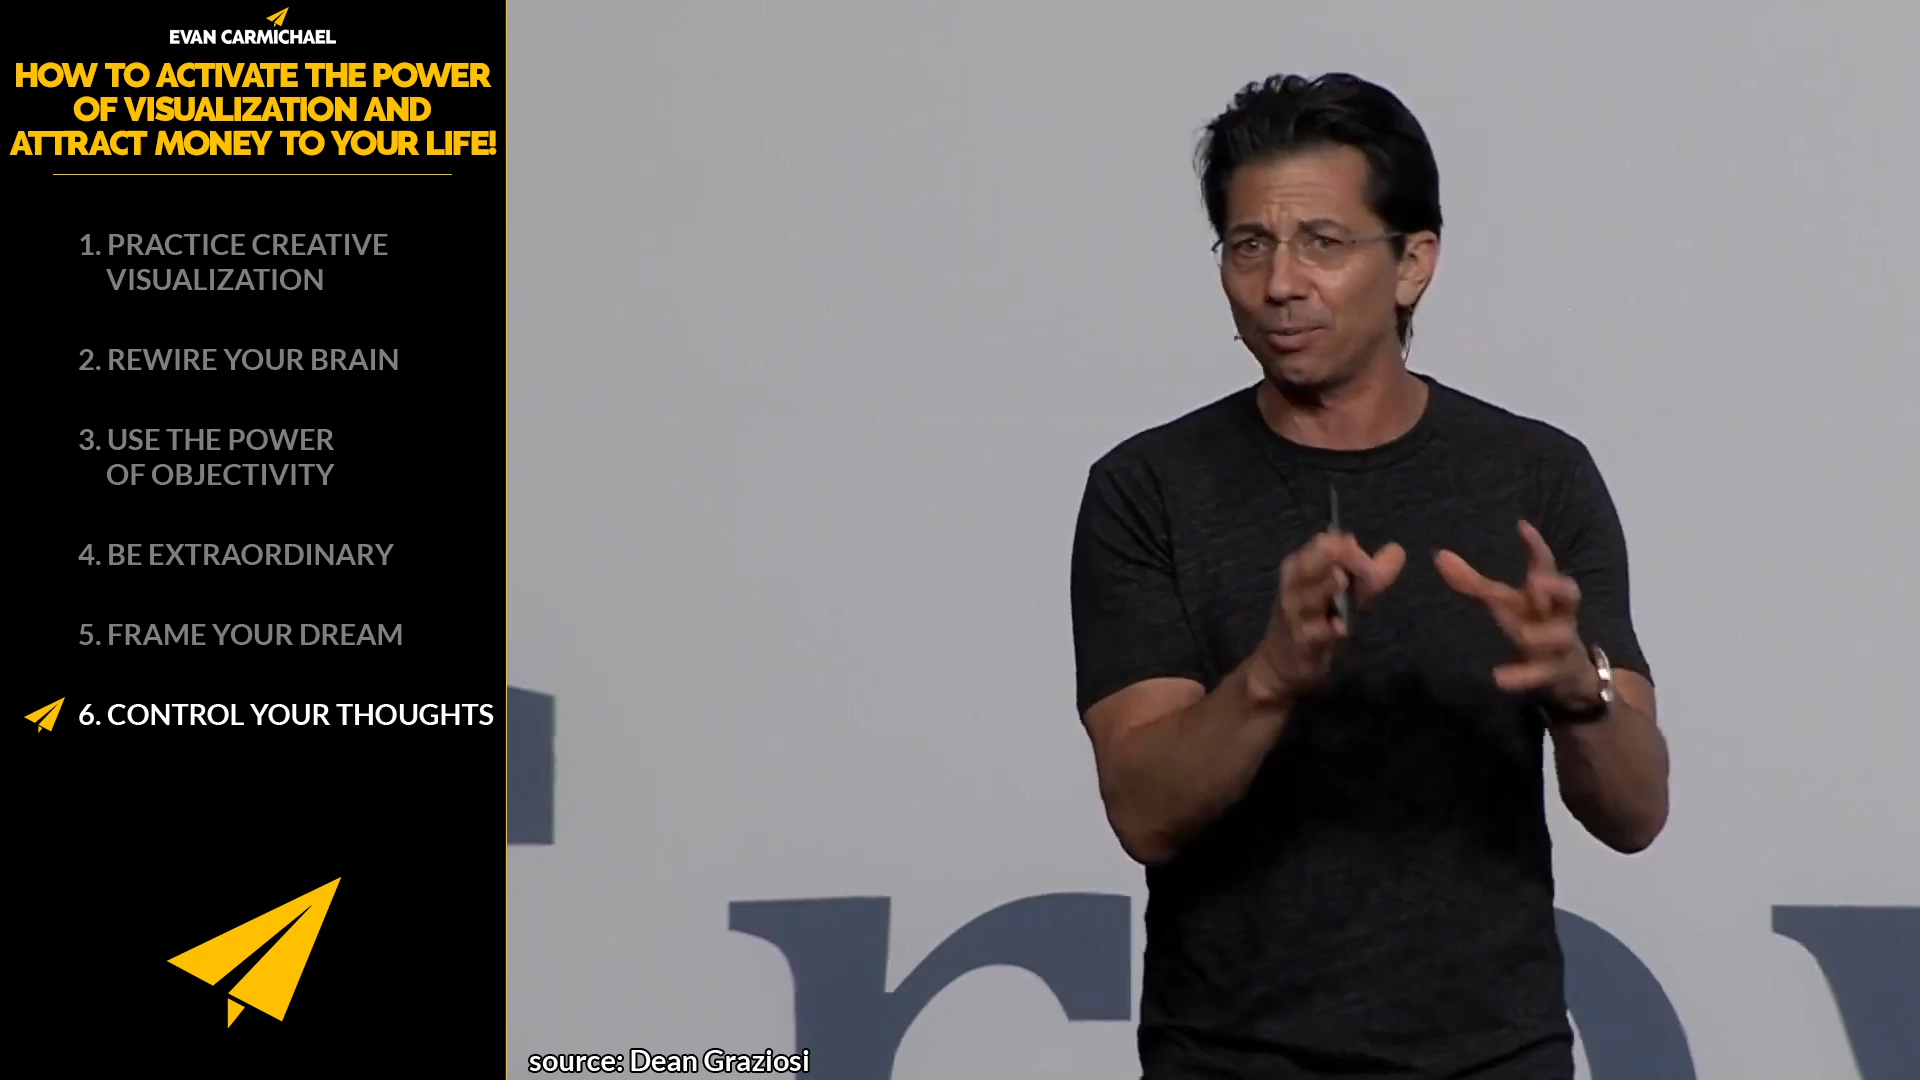 EVAN CARMICHAEL
HOW TO ACTIVATE THE POWER
OF VISUALIZATION AND
ATTRACT MONEY TO YOUR LIFE!
1. PRACTICE CREATIVE
VISUALIZATION
2. REWIRE YOUR BRAIN
3. USE THE POWER
OF OBJECTIVITY
4. BE EXTRAORDINARY
5. FRAME YOUR DREAM
6. CONTROL YOUR THOUGHTS
source: Dean Graziosi